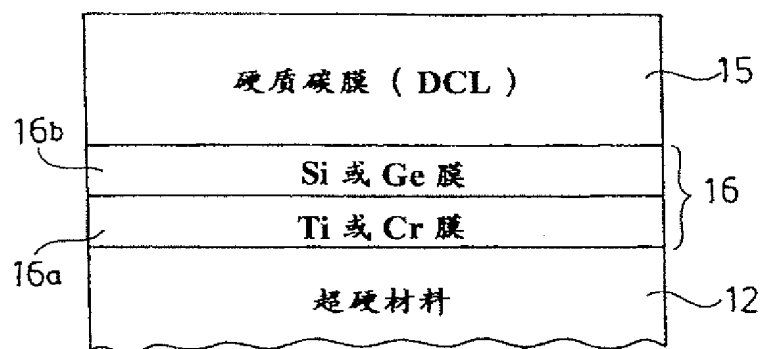 硬质碳膜 ( DCL )
15
16b
Si 或 Ge 膜
16
Ti 或 Cr 膜
16a
超硬材料
12